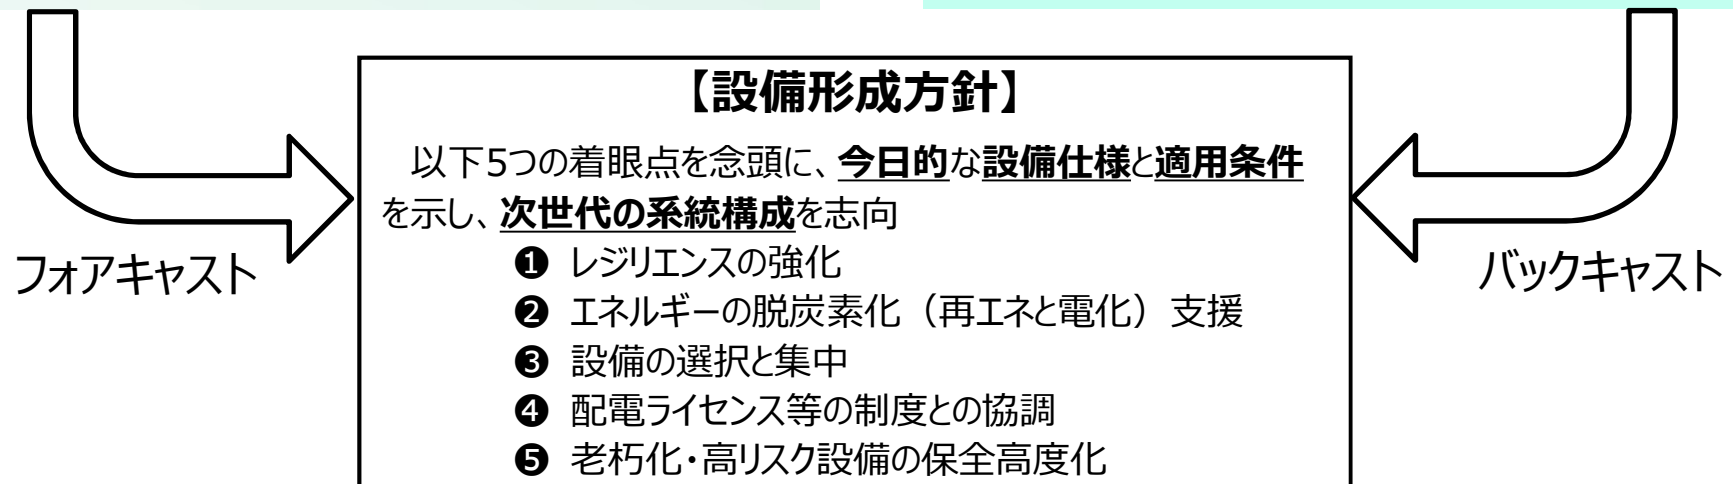 【設備形成方針】
以下5つの着眼点を念頭に、今日的な設備仕様と適用条件
を示し、次世代の系統構成を志向
❶ レジリエンスの強化
フォアキャスト
バックキャスト
❷ エネルギーの脱炭素化（再エネと電化）支援
❸ 設備の選択と集中
❹ 配電ライセンス等の制度との協調
❺ 老朽化・高リスク設備の保全高度化